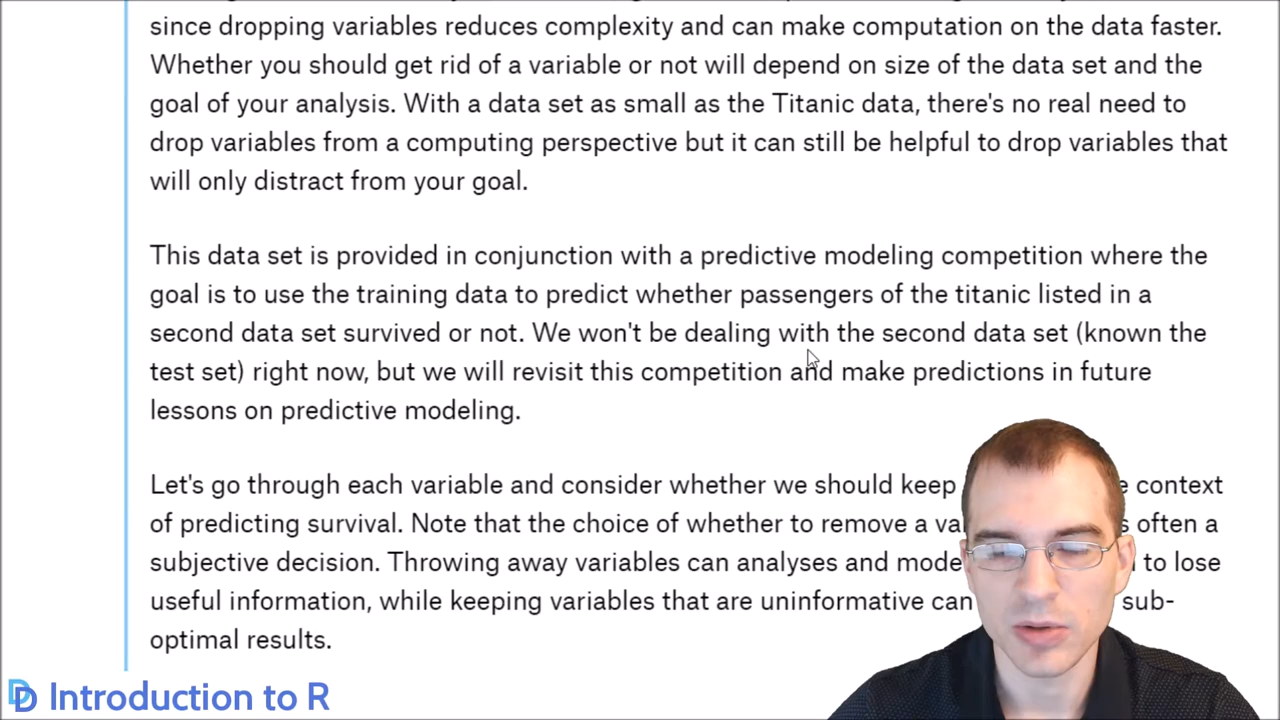 since dropping variables reduces complexity and can make computation on the data faster.
Whether you should get rid of a variable or not will depend on size of the data set and the
goal of your analysis. With a data set as small as the Titanic data, there's no real need to
drop variables from a computing perspective but it can still be helpful to drop variables that
will only distract from your goal.
This data set is provided in conjunction with a predictive modeling competition where the
goal is to use the training data to predict whether passengers of the titanic listed in a
second data set survived or not. We won't be dealing with the second data set (known the
test set) right now, but we will revisit this competition and make predictions in future
lessons on predictive modeling.
Let's go through each variable and consider whether we should keep context
of predicting survival. Note that the choice of whether to remove a often a
subjective decision. Throwing away variables can analyses and to lose
useful information, while keeping variables that are uninformative can sub-
optimal results.
Introduction to R